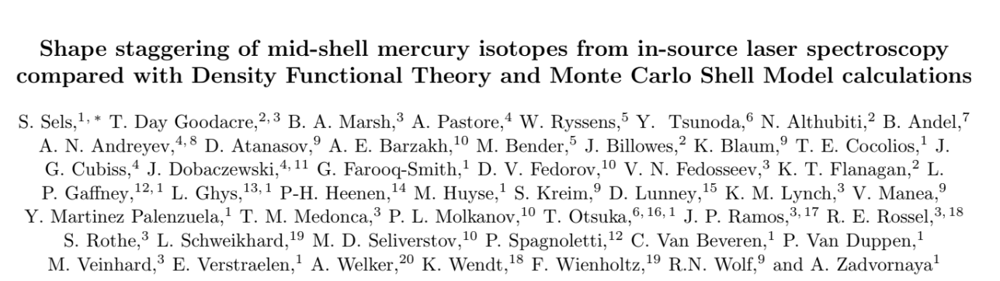 Shape staggering of mid-shell mercury isotopes from in-source laser spectroscopy
compared with Density Functional Theory and Monte Carlo Shell Model calculations
S. Sels,1, * T. Day Goodacre,2, 3 B. A. Marsh,3 A. Pastore,4 W. Ryssens,5 Y. Tsunoda,6 N. Althubiti,2 B. Andel,7
A. N. Andreyev,4, 8 D. Atanasov,9 A. E. Barzakh,10 M. Bender,5 J. Billowes,2 K. Blaum,9 T. E. Cocolios,1 J.
G. Cubiss,4 J. Dobaczewski,4, 11 G. Farooq-Smith,1 D. V. Fedorov,10 V. N. Fedosseev,3 K. T. Flanagan,2 L.
P. Gaffney,12, 1 L. Ghys,13, 1 P-H. Heenen,14 M. Huyse,1 S. Kreim,9 D. Lunney,15 K. M. Lynch,3 V. Manea,9
Y. Martinez Palenzuela,1 T. M. Medonca,3 P. L. Molkanov,10 T. Otsuka,6, 16, 1 J. P. Ramos,3, 17 R. E. Rossel,3, 18
S. Rothe,3 L. Schweikhard,19 M. D. Seliverstov,10 P. Spagnoletti,12 C. Van Beveren,1 P. Van Duppen,1
M. Veinhard,3 E. Verstraelen,1 A. Welker,20 K. Wendt,18 F. Wienholtz,19 R.N. Wolf,9 and A. Zadvornaya1